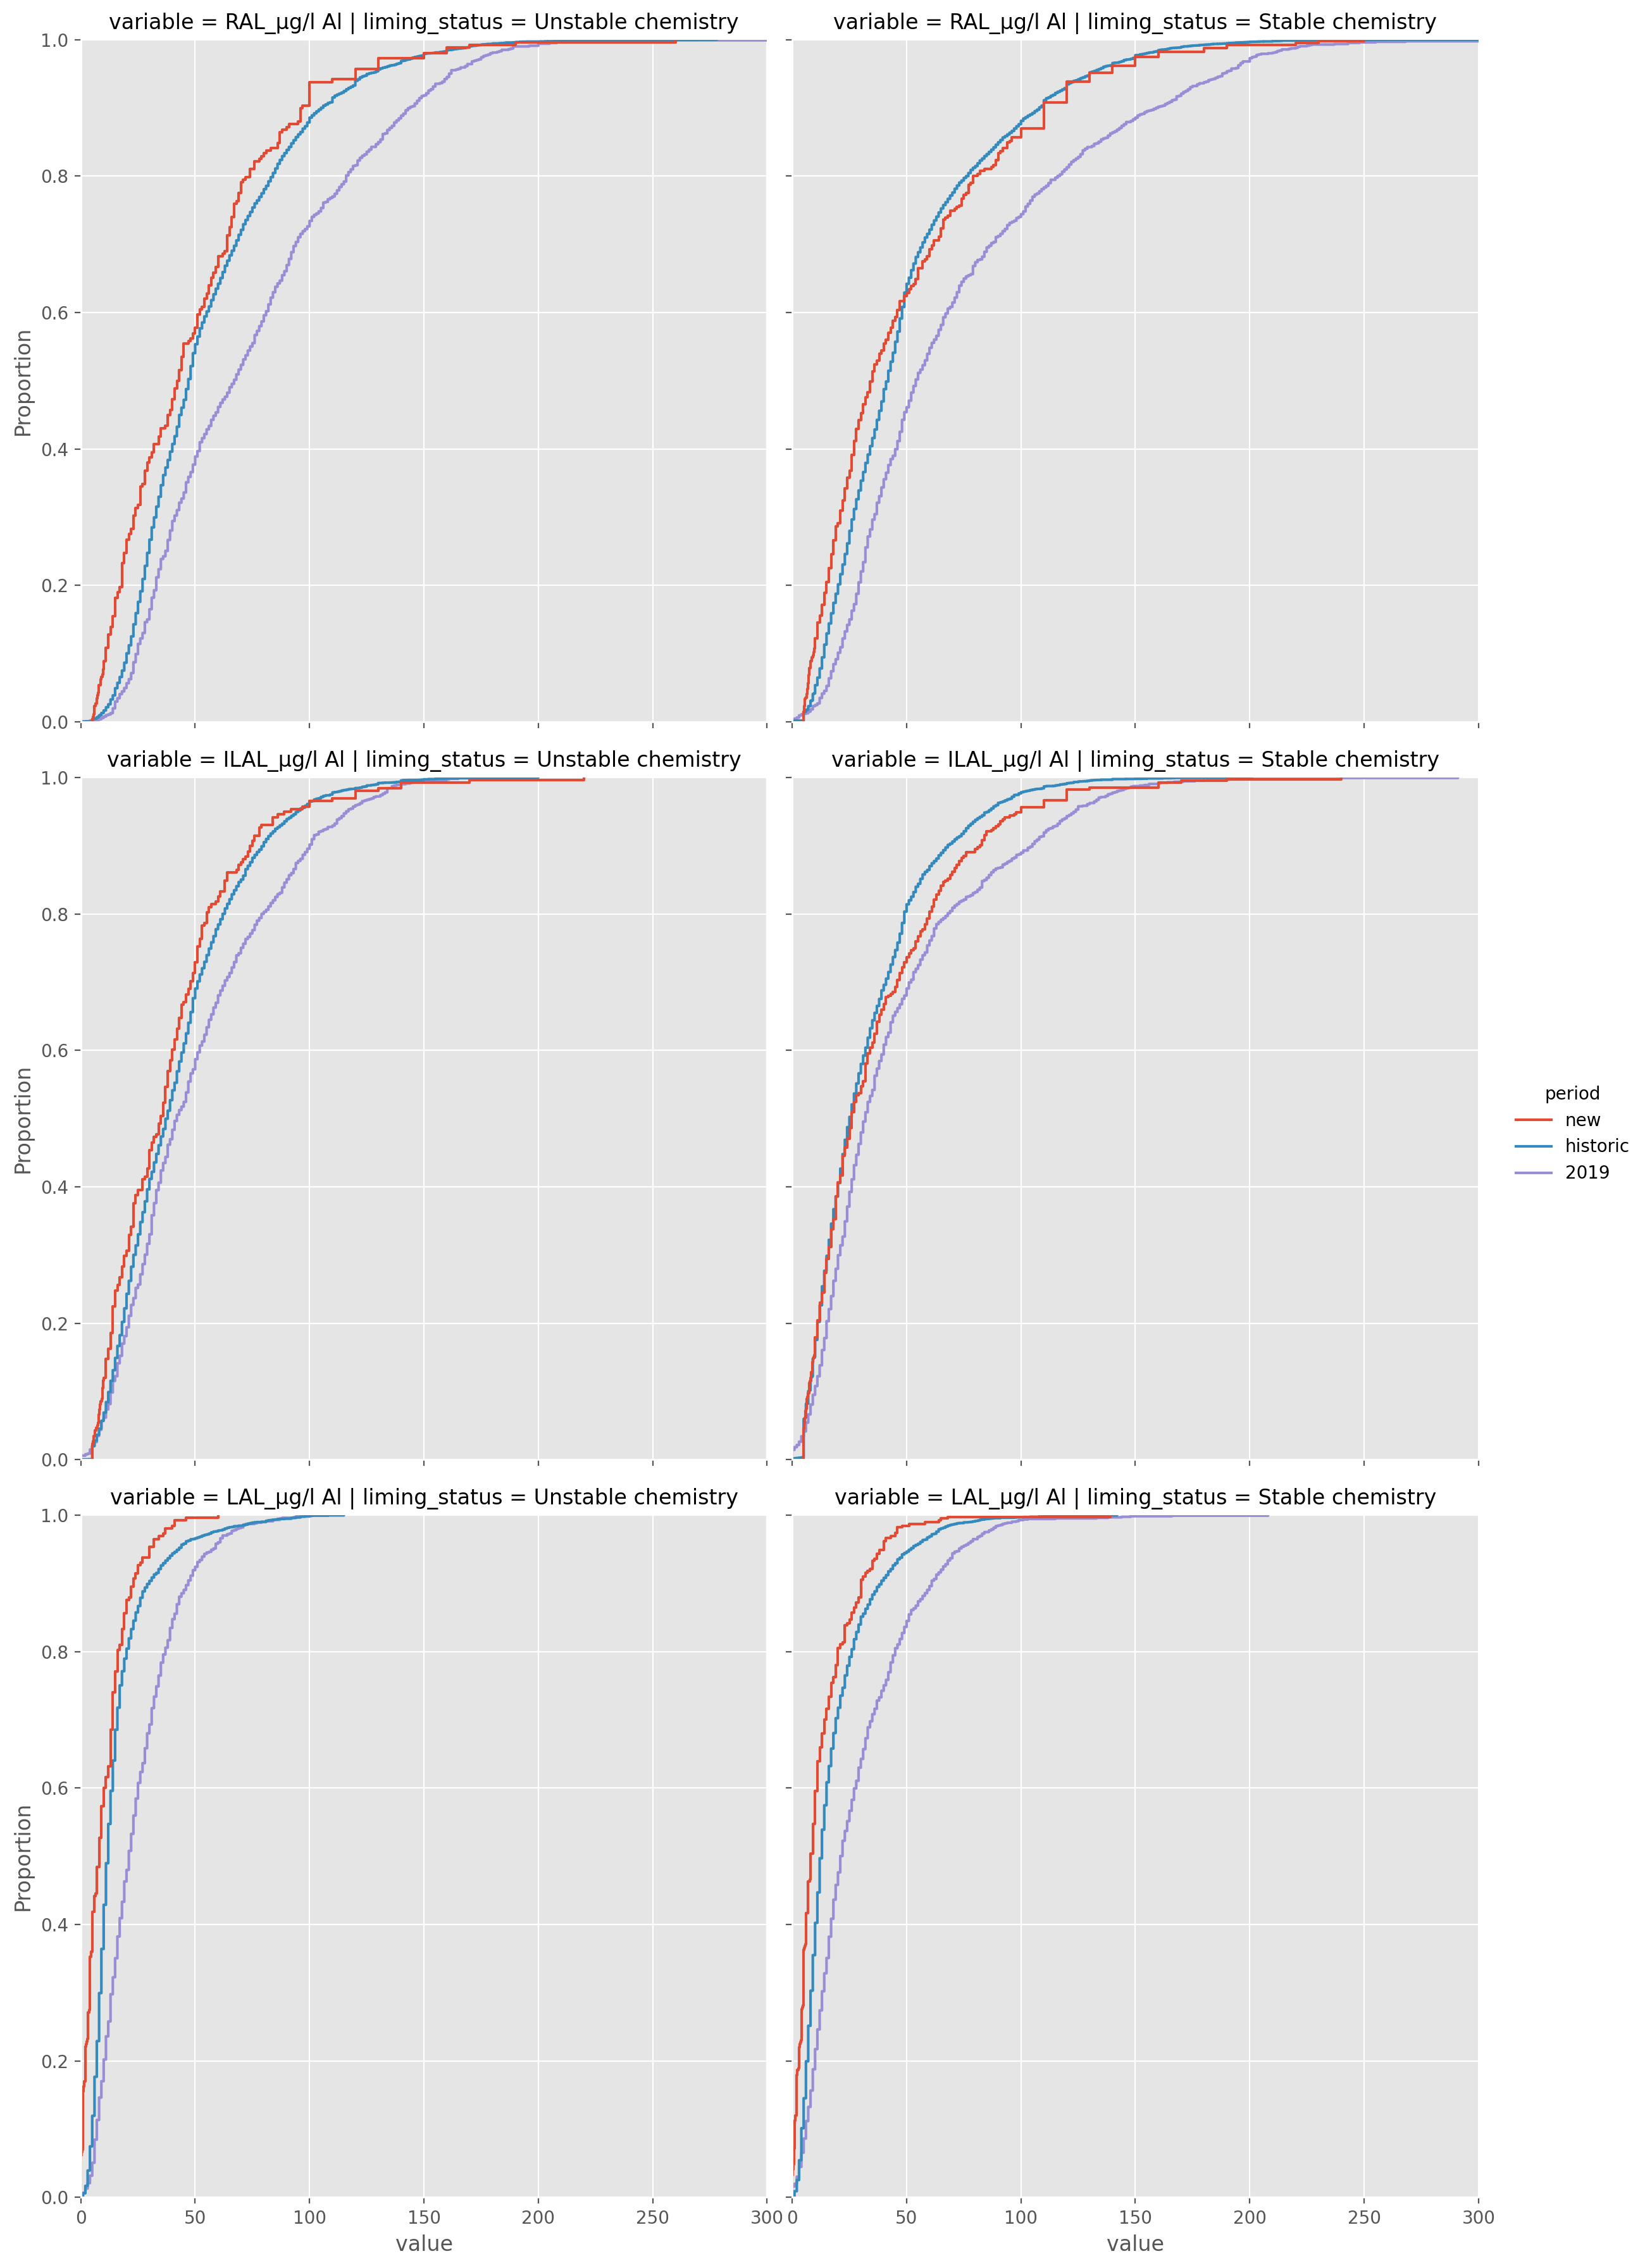 variable = RAL_µg/l Al | liming_status = Unstable chemistry
variable = RAL_µg/l Al | liming_status = Stable chemistry
1.0
0.8
0.6
0.4
0.2
0.0
Proportion
variable = ILAL_µg/l Al | liming_status = Unstable chemistry
variable = ILAL_µg/l Al | liming_status = Stable chemistry
1.0
0.8
0.6
0.4
0.2
0.0
Proportion
period
new
historic
2019
variable = LAL_µg/l Al | liming_status = Unstable chemistry
variable = LAL_µg/l Al | liming_status = Stable chemistry
1.0
0.8
0.6
0.4
0.2
0.0
Proportion
0 50 100 150 200 250 300
0 50 100 150 200 250 300
value
value